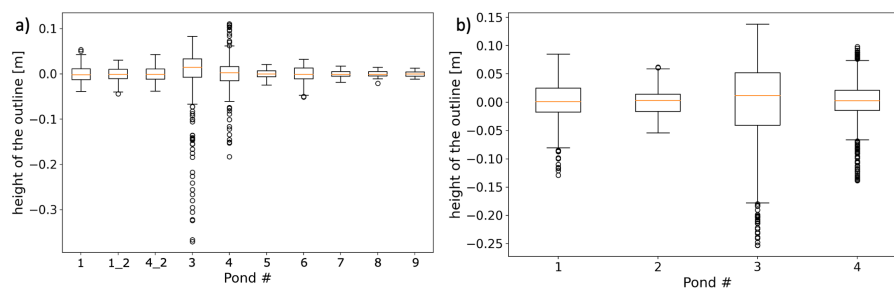 a)
height of the outline [m]
0.1
0.0
−0.1
−0.2
−0.3
1 1_2 4_2 3 4 5 6 7 8 9
Pond #
b)
height of the outline [m]
0.15
0.10
0.05
0.00
−0.05
−0.10
−0.15
−0.20
−0.25
1 2 3 4
Pond #